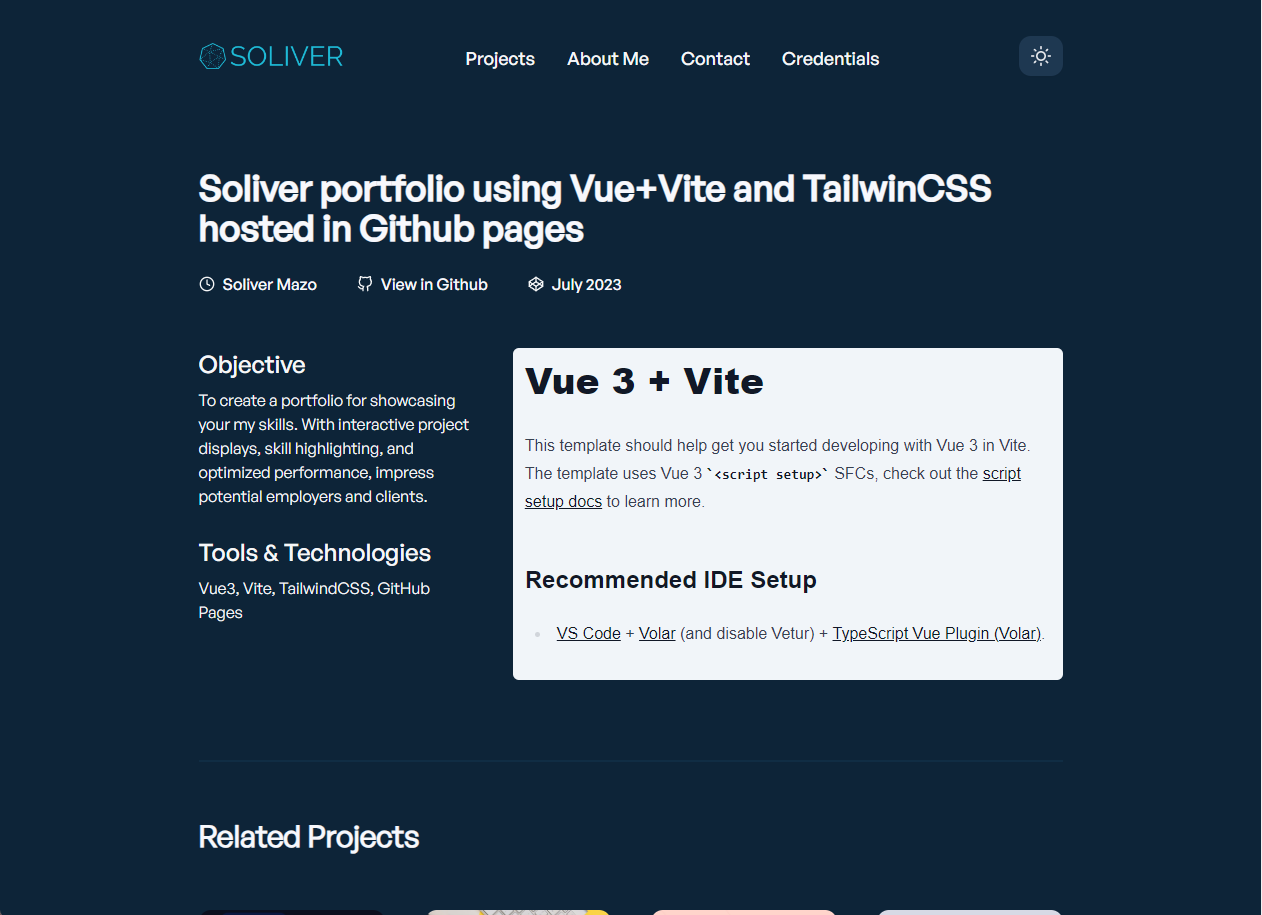 SOLIVER
Projects
About Me
Contact
Credentials
Soliver portfolio using Vue+Vite and TailwinCSS
hosted in Github pages
Soliver Mazo
View in Github
July 2023
Objective
To create a portfolio for showcasing
your my skills. With interactive project
displays, skill highlighting, and
optimized performance, impress
potential employers and clients.
Tools & Technologies
Vue3, Vite, TailwindCSS, GitHub
Pages
Vue 3 + Vite
This template should help get you started developing with Vue 3 in Vite.
The template uses Vue 3 `<script setup>` SFCs, check out the script
setup docs to learn more.
Recommended IDE Setup
VS Code + Volar (and disable Vetur) + TypeScript Vue Plugin (Volar).
Related Projects